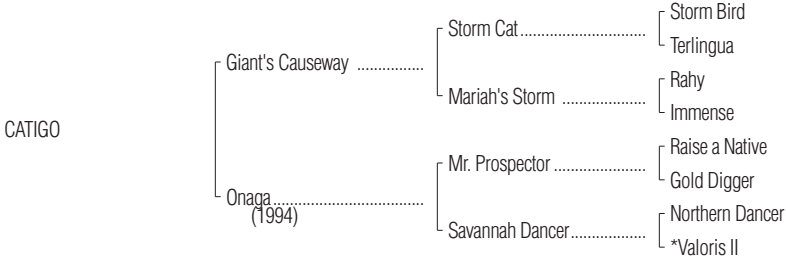 Storm Bird
Storm Cat..............................
Terlingua
Giant's Causeway ................
Rahy
Mariah's Storm ....................
Immense
CATIGO
Raise a Native
Mr. Prospector ......................
Gold Digger
Onaga....................................
(1994)
Northern Dancer
Savannah Dancer..................
*Valoris II